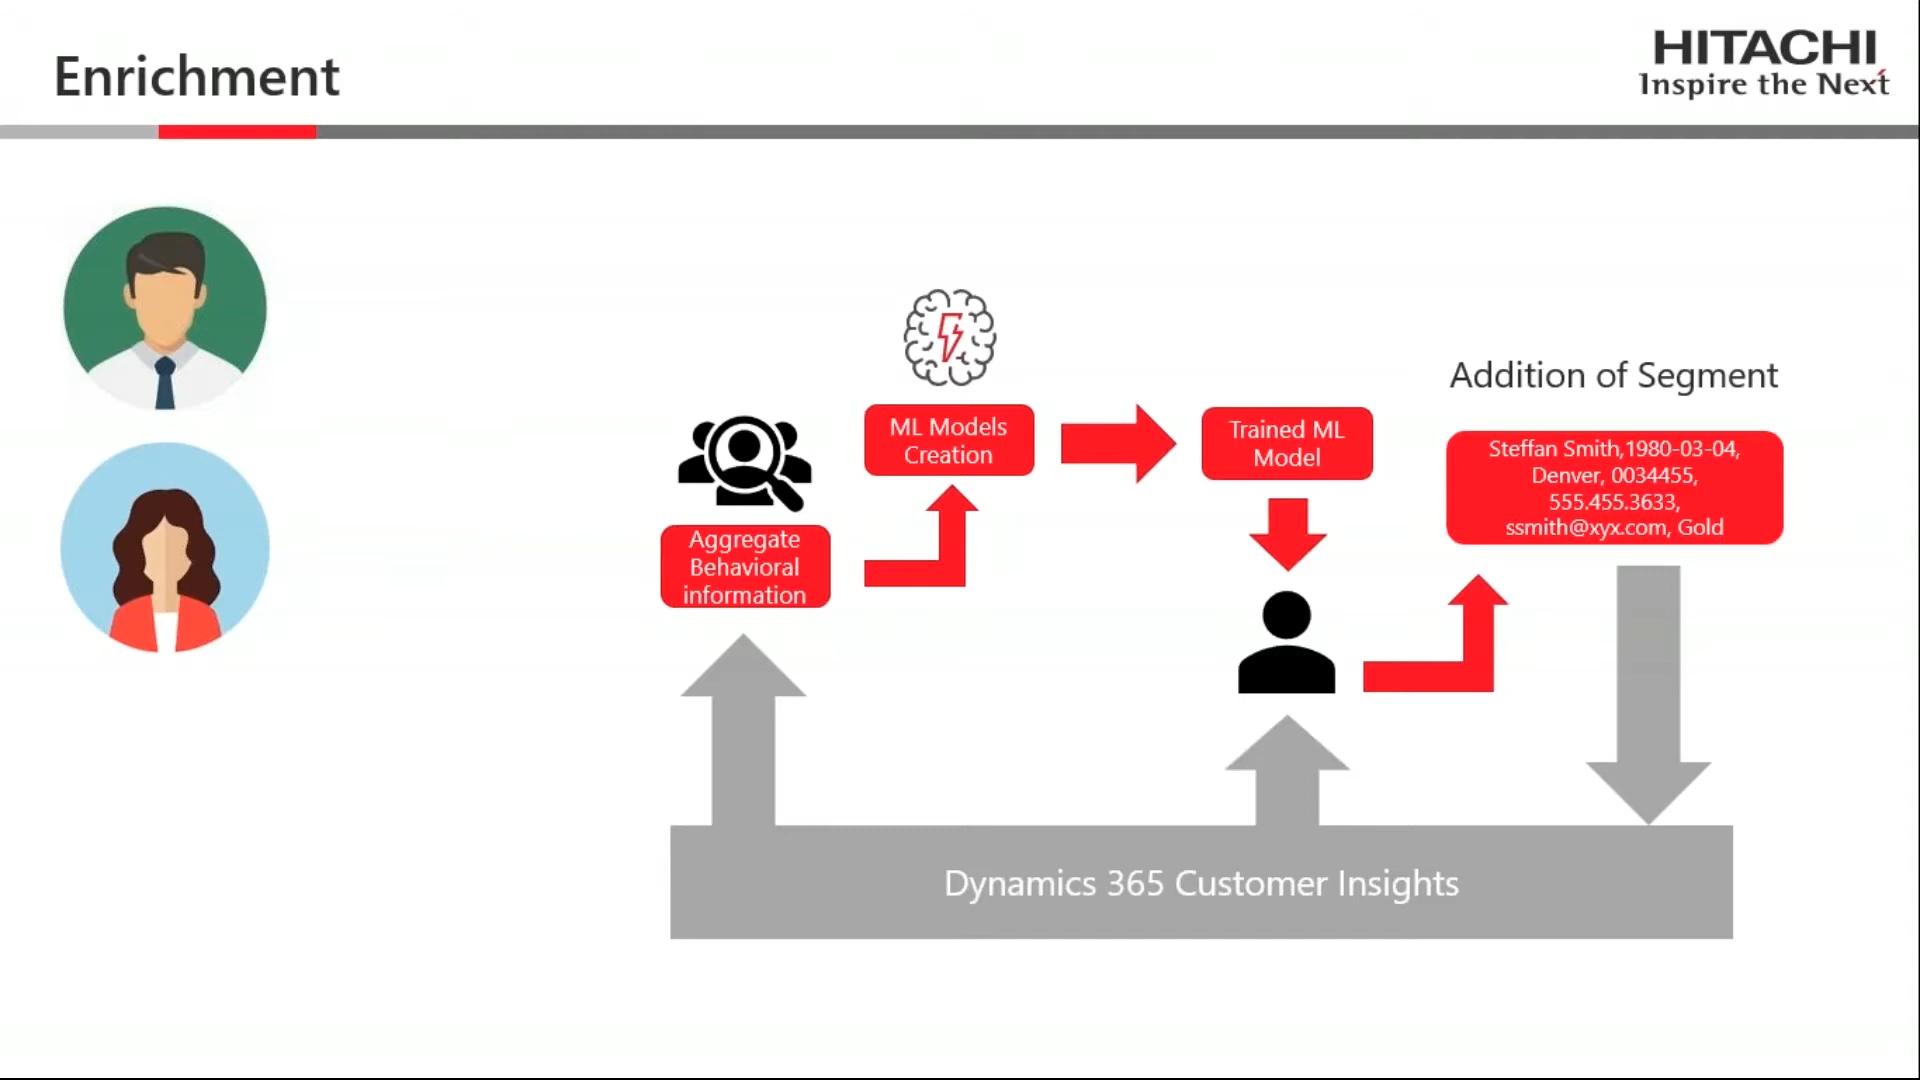 Enrichment
HITACHI
Inspire the Next
ML Models
Creation
Trained ML
Model
Addition of Segment
Steffan Smith,1980-03-04,
Denver, 0034455,
555.455.3633,
ssmith@xyx.com, Gold
Aggregate
Behavioral
information
Dynamics 365 Customer Insights